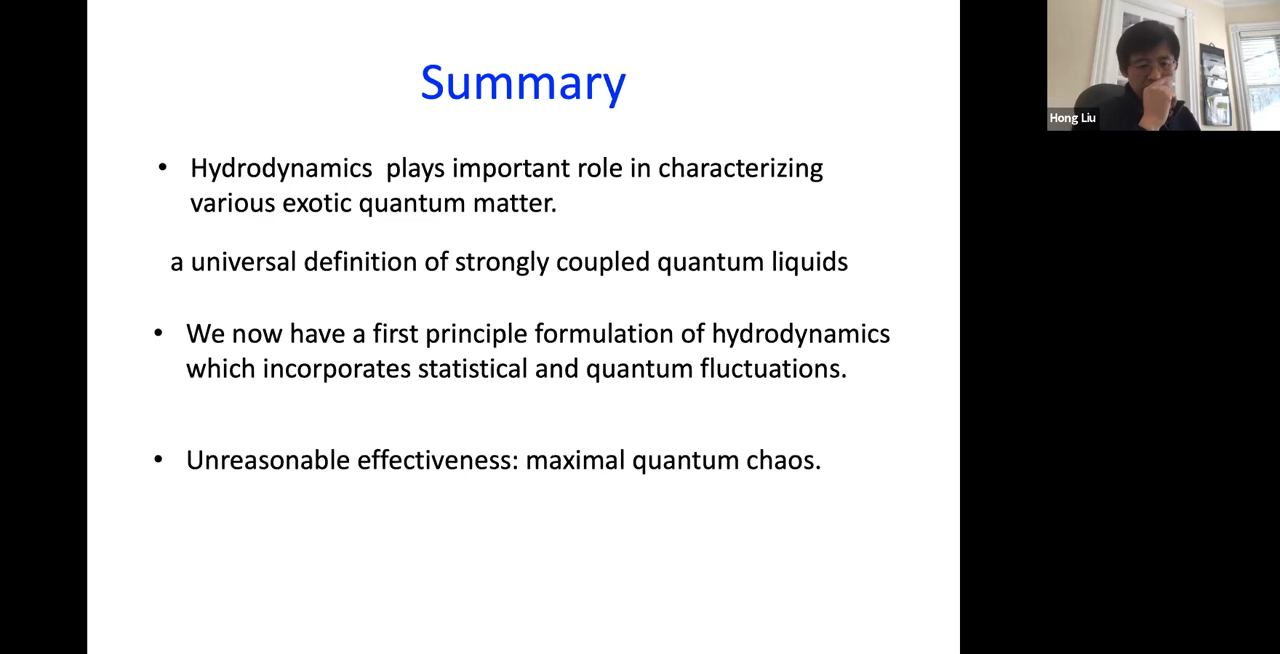 Summary
• Hydrodynamics plays important role in characterizing
various exotic quantum matter.
a universal definition of strongly coupled quantum liquids
• We now have a first principle formulation of hydrodynamics
which incorporates statistical and quantum fluctuations.
• Unreasonable effectiveness: maximal quantum chaos.
Hong Liu